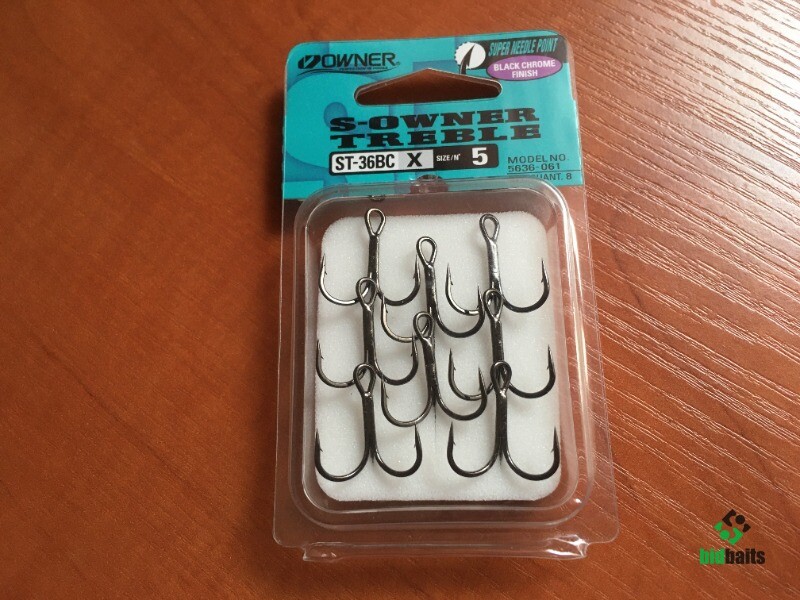 OWNER
SUPER NEEDLE POINT
BLACK CHROME
FINISH
S-OWNER
TREBLE
ST-36BC X SIZE/Nº 5
MODEL NO.
5636-061
QUANT. 8
bidbaits